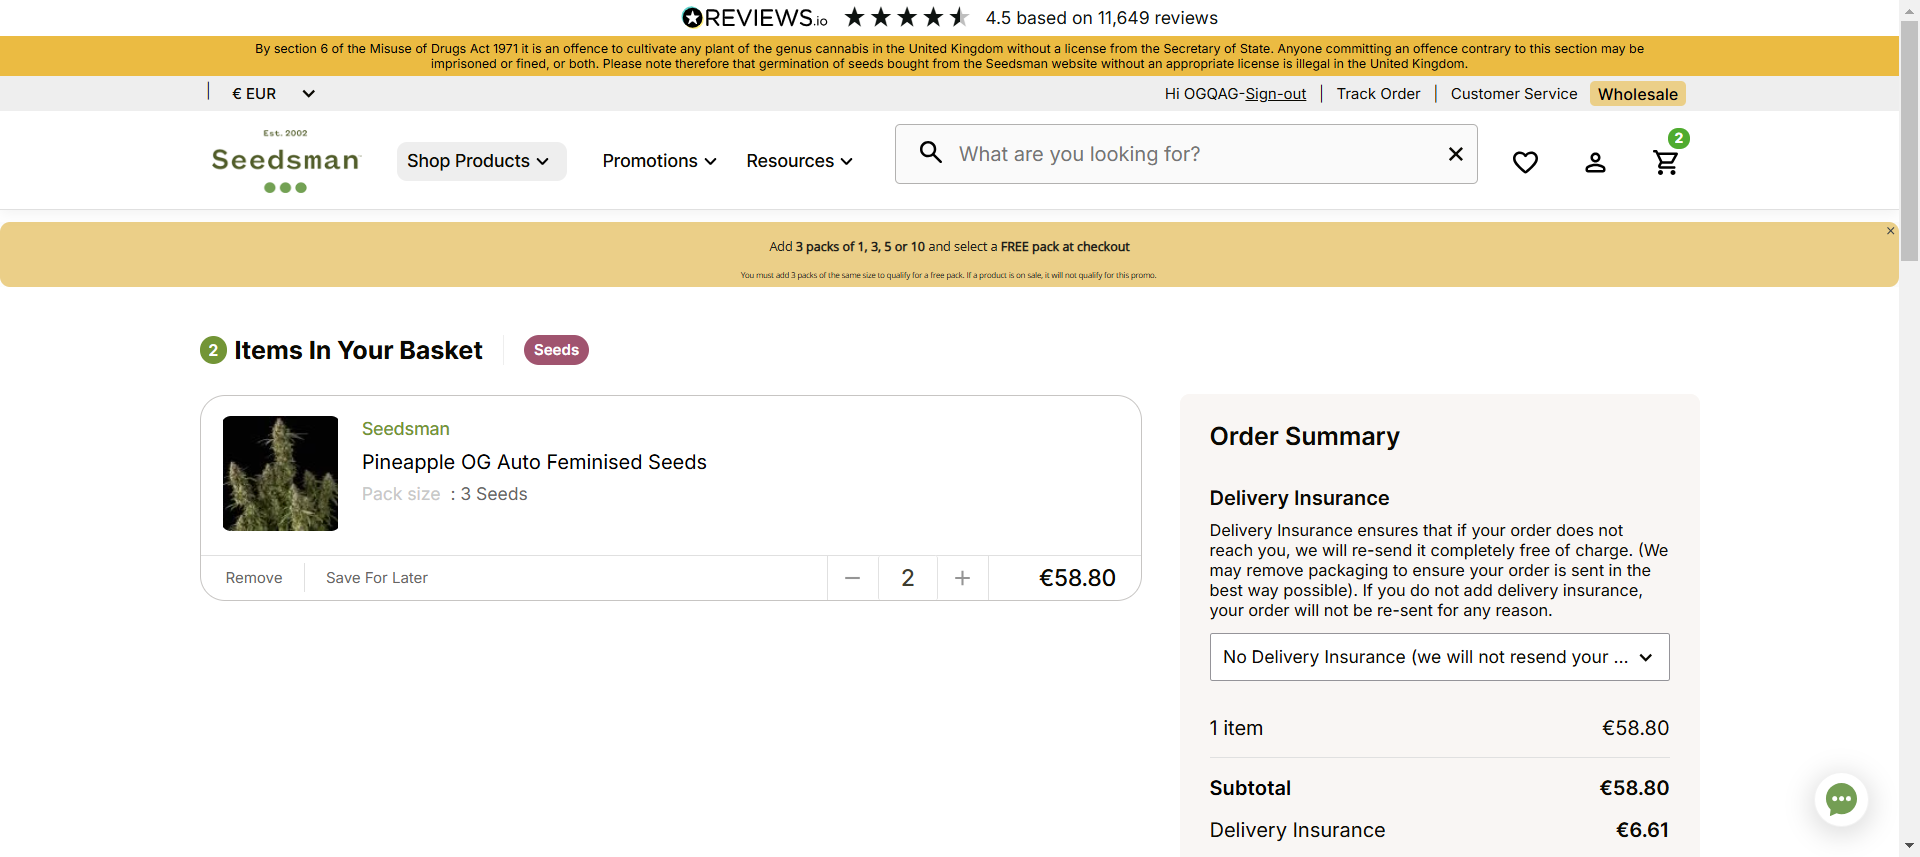 REVIEWS.io 4.5 based on 11,649 reviews
By section 6 of the Misuse of Drugs Act 1971 it is an offence to cultivate any plant of the genus cannabis in the United Kingdom without a license from the Secretary of State. Anyone committing an offence contrary to this section may be
imprisoned or fined, or both. Please note therefore that germination of seeds bought from the Seedsman website without an appropriate license is illegal in the United Kingdom.
€ EUR Hi OGQAG-Sign-out | Track Order | Customer Service Wholesale
Est. 2002
Seedsman
Shop Products Promotions Resources What are you looking for? 2
Add 3 packs of 1, 3, 5 or 10 and select a FREE pack at checkout
You must add 3 packs of the same size to qualify for a free pack. If a product is on sale, it will not qualify for this promo.
2 Items In Your Basket Seeds
Seedsman
Pineapple OG Auto Feminised Seeds
Pack size : 3 Seeds
Remove Save For Later − 2 + €58.80
Order Summary
Delivery Insurance
Delivery Insurance ensures that if your order does not
reach you, we will re-send it completely free of charge. (We
may remove packaging to ensure your order is sent in the
best way possible). If you do not add delivery insurance,
your order will not be re-sent for any reason.
No Delivery Insurance (we will not resend your ...
1 item €58.80
Subtotal €58.80
Delivery Insurance €6.61